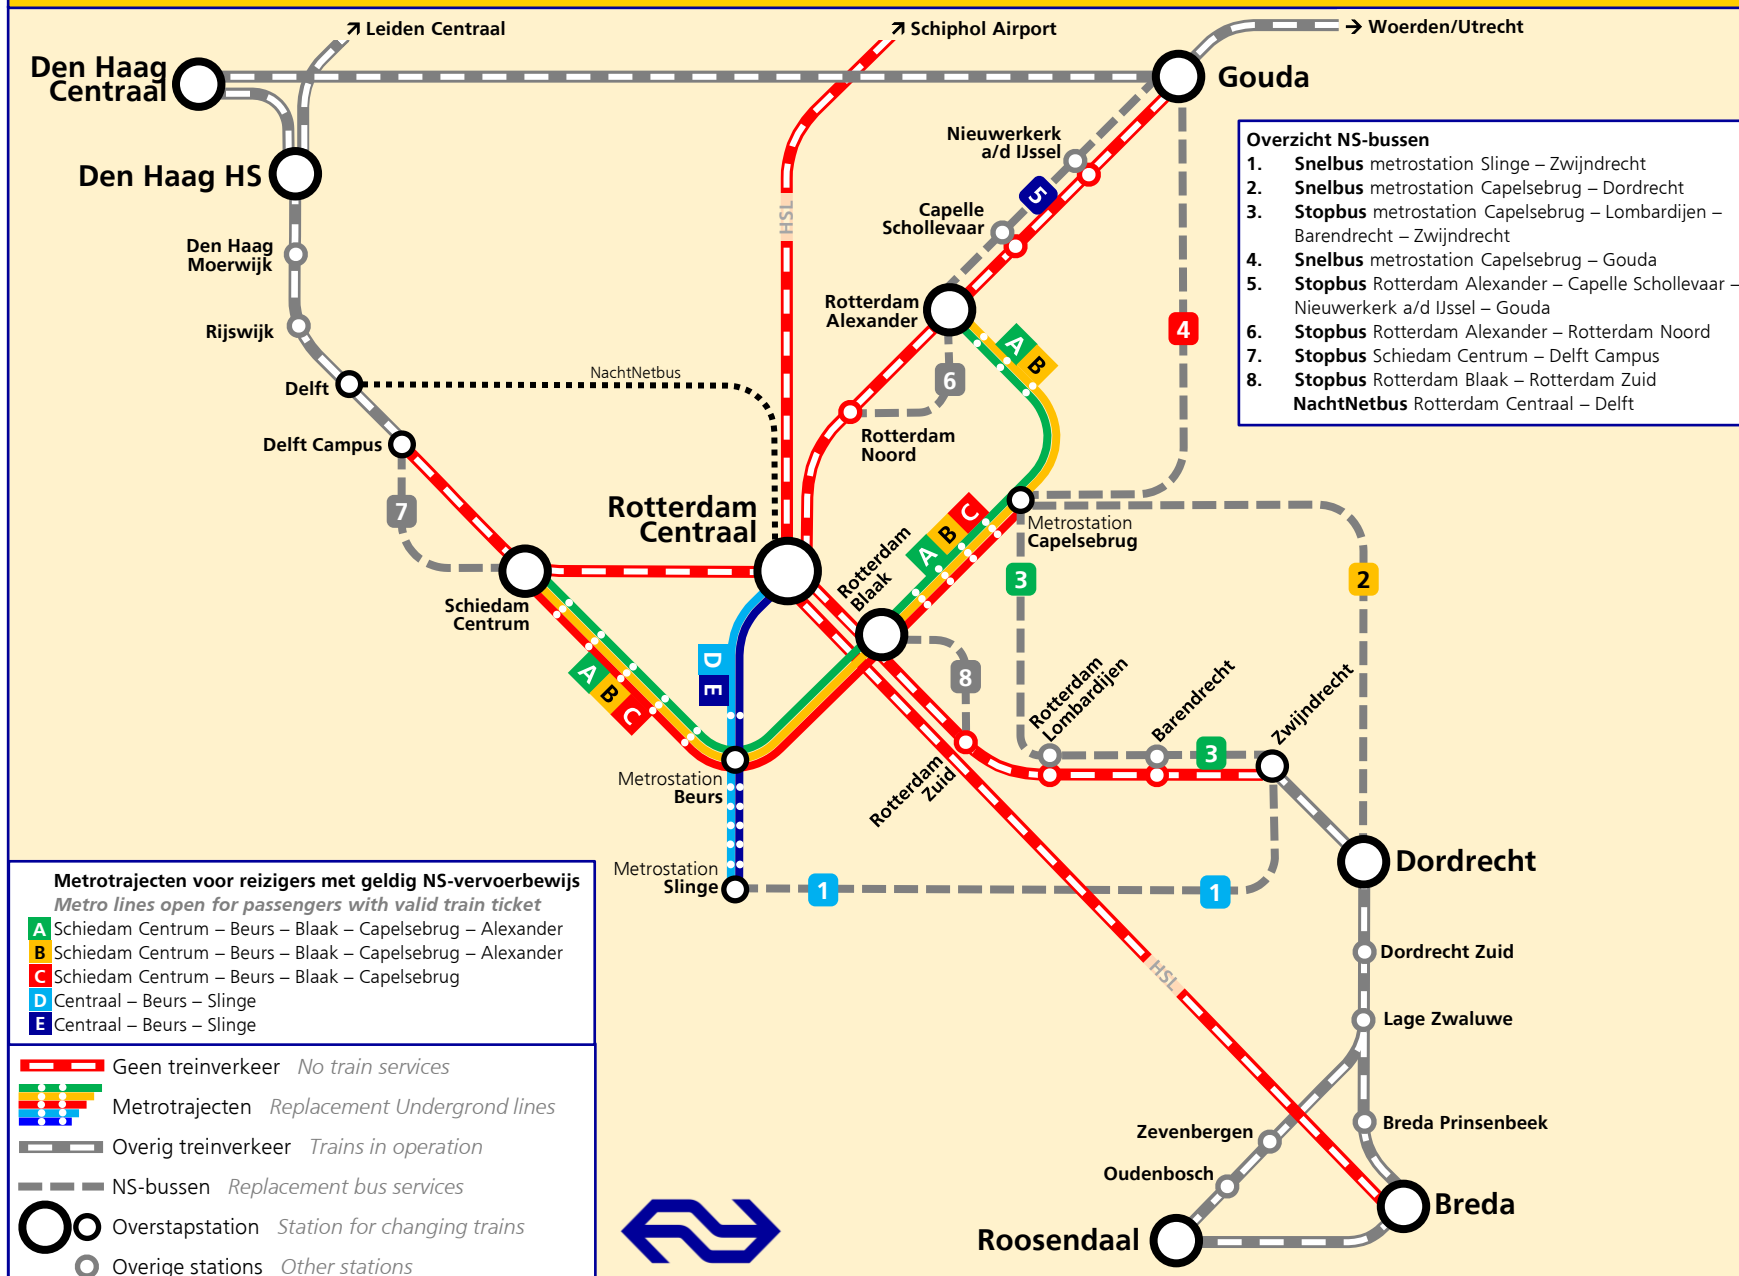 Leiden Centraal
Schiphol Airport
Woerden/Utrecht
Den Haag
Centraal
Gouda
Den Haag HS
Nieuwerkerk
a/d IJssel
5
Capelle
Schollevaar
Den Haag
Moerwijk
HSL
Rijswijk
Rotterdam
Alexander
4
A
B
Overzicht NS-bussen
1. Snelbus metrostation Slinge – Zwijndrecht
2. Snelbus metrostation Capelsebrug – Dordrecht
3. Stopbus metrostation Capelsebrug – Lombardijen –
Barendrecht – Zwijndrecht
4. Snelbus metrostation Capelsebrug – Gouda
5. Stopbus Rotterdam Alexander – Capelle Schollevaar –
Nieuwerkerk a/d IJssel – Gouda
6. Stopbus Rotterdam Alexander – Rotterdam Noord
7. Stopbus Schiedam Centrum – Delft Campus
8. Stopbus Rotterdam Blaak – Rotterdam Zuid
NachtNetbus Rotterdam Centraal – Delft
Delft
NachtNetbus
6
Delft Campus
Rotterdam
Noord
7
Rotterdam
Centraal
A
B
C
Metrostation
Capelsebrug
Rotterdam
Blaak
3
2
Schiedam
Centrum
D
E
A
B
C
8
Rotterdam
Lombardijen
Barendrecht
Zwijndrecht
3
Metrostation
Beurs
Rotterdam
Zuid
Metrostation
Slinge
1
1
Dordrecht
Dordrecht Zuid
HSL
Lage Zwaluwe
Breda Prinsenbeek
Zevenbergen
Oudenbosch
Breda
Roosendaal
Metrotrajecten voor reizigers met geldig NS-vervoerbewijs
Metro lines open for passengers with valid train ticket
A Schiedam Centrum – Beurs – Blaak – Capelsebrug – Alexander
B Schiedam Centrum – Beurs – Blaak – Capelsebrug – Alexander
C Schiedam Centrum – Beurs – Blaak – Capelsebrug
D Centraal – Beurs – Slinge
E Centraal – Beurs – Slinge
Geen treinverkeer No train services
Metrotrajecten Replacement Undergrond lines
Overig treinverkeer Trains in operation
NS-bussen Replacement bus services
Overstapstation Station for changing trains
Overige stations Other stations